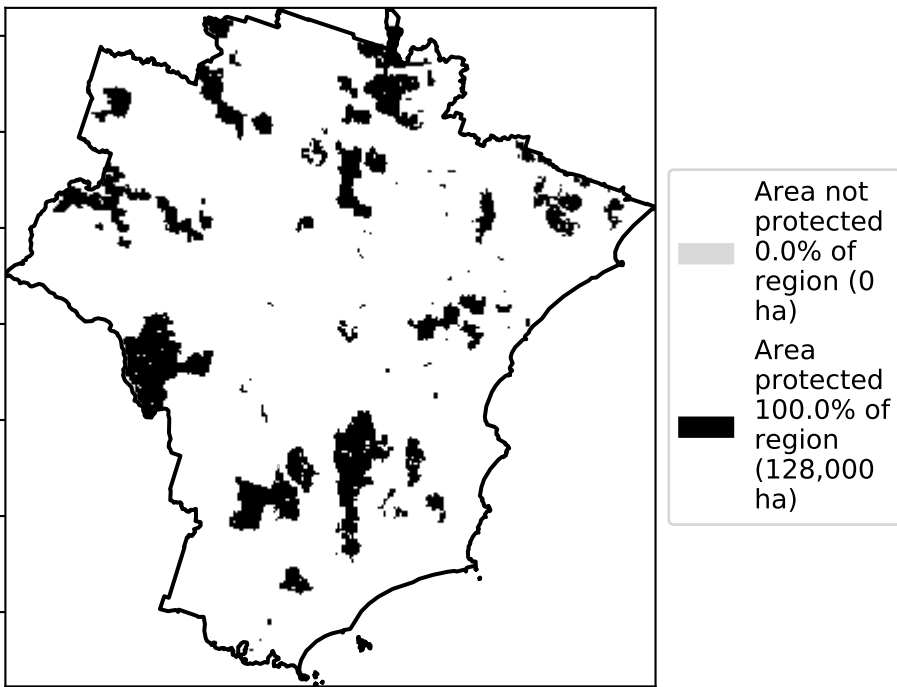 Area not
protected
0.0% of
region (0
ha)
Area
protected
100.0% of
region
(128,000
ha)